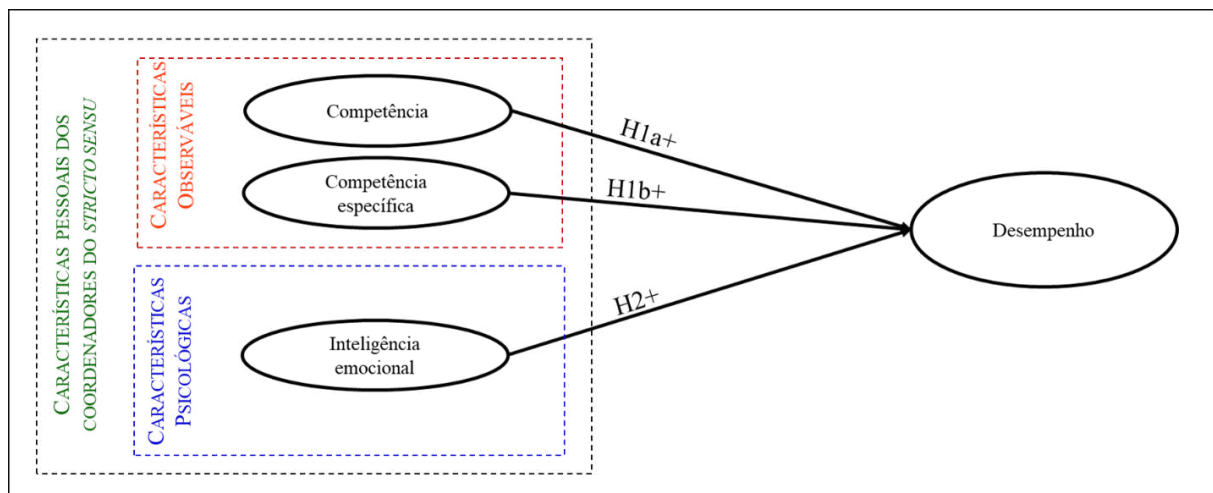 CARACTERÍSTICAS PESSOAIS DOS
COORDENADORES DO STRICTO SENSU
CARACTERÍSTICAS
OBSERVÁVEIS
Competência
Competência
específica
CARACTERÍSTICAS
PSICOLÓGICAS
Inteligência
emocional
H1a+
H1b+
H2+
Desempenho